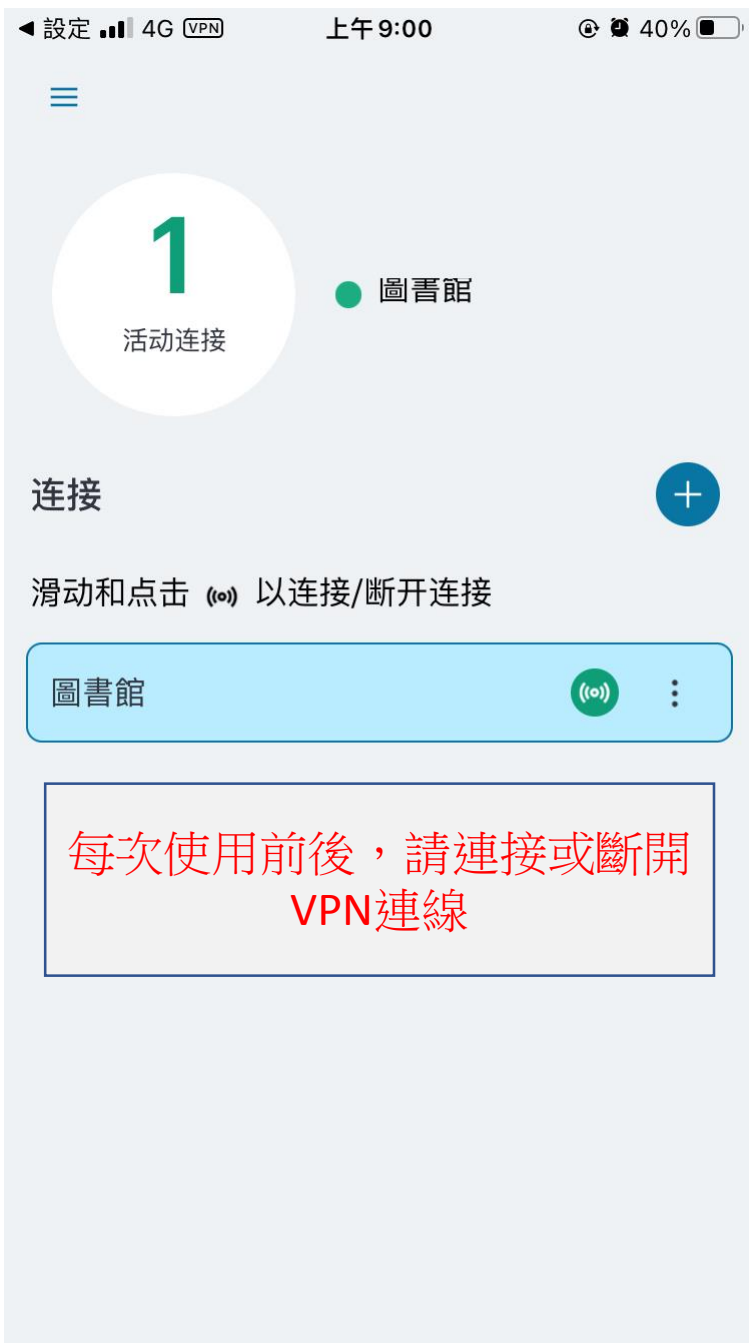 設定 4G VPN 上午9:00 40%
1
活动连接
圖書館
连接
滑动和点击 以连接/断开连接
圖書館
每次使用前後,請連接或斷開
VPN連線